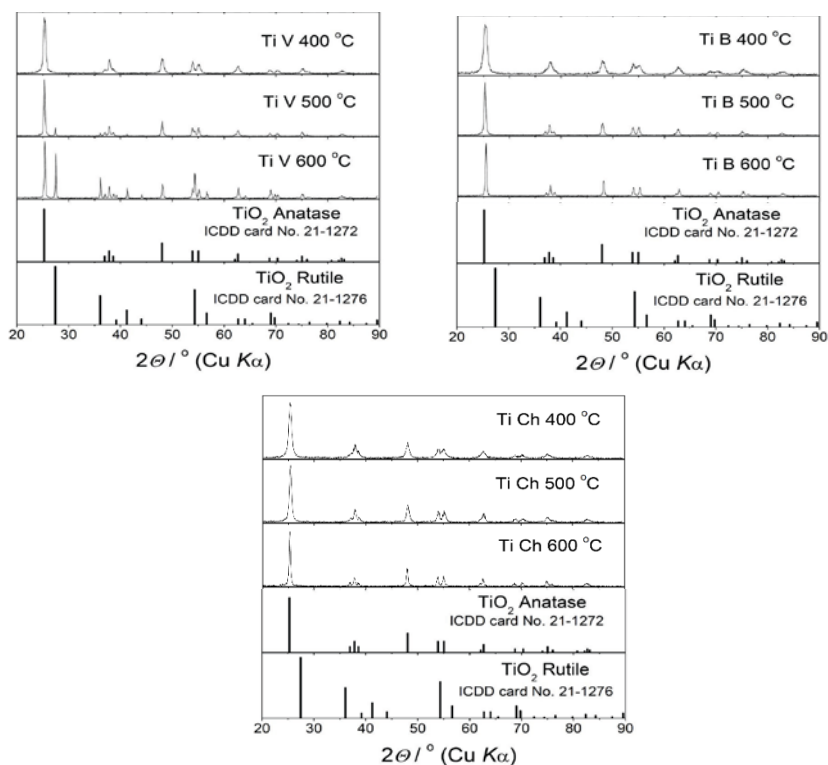 Ti V 400 °C
Ti V 500 °C
Ti V 600 °C
TiO₂ Anatase
ICDD card No. 21-1272
TiO₂ Rutile
ICDD card No. 21-1276
20 30 40 50 60 70 80 90
2Θ / ° (Cu Kα)
Ti B 400 °C
Ti B 500 °C
Ti B 600 °C
TiO₂ Anatase
ICDD card No. 21-1272
TiO₂ Rutile
ICDD card No. 21-1276
20 30 40 50 60 70 80 90
2Θ / ° (Cu Kα)
Ti Ch 400 °C
Ti Ch 500 °C
Ti Ch 600 °C
TiO₂ Anatase
ICDD card No. 21-1272
TiO₂ Rutile
ICDD card No. 21-1276
20 30 40 50 60 70 80 90
2Θ / ° (Cu Kα)